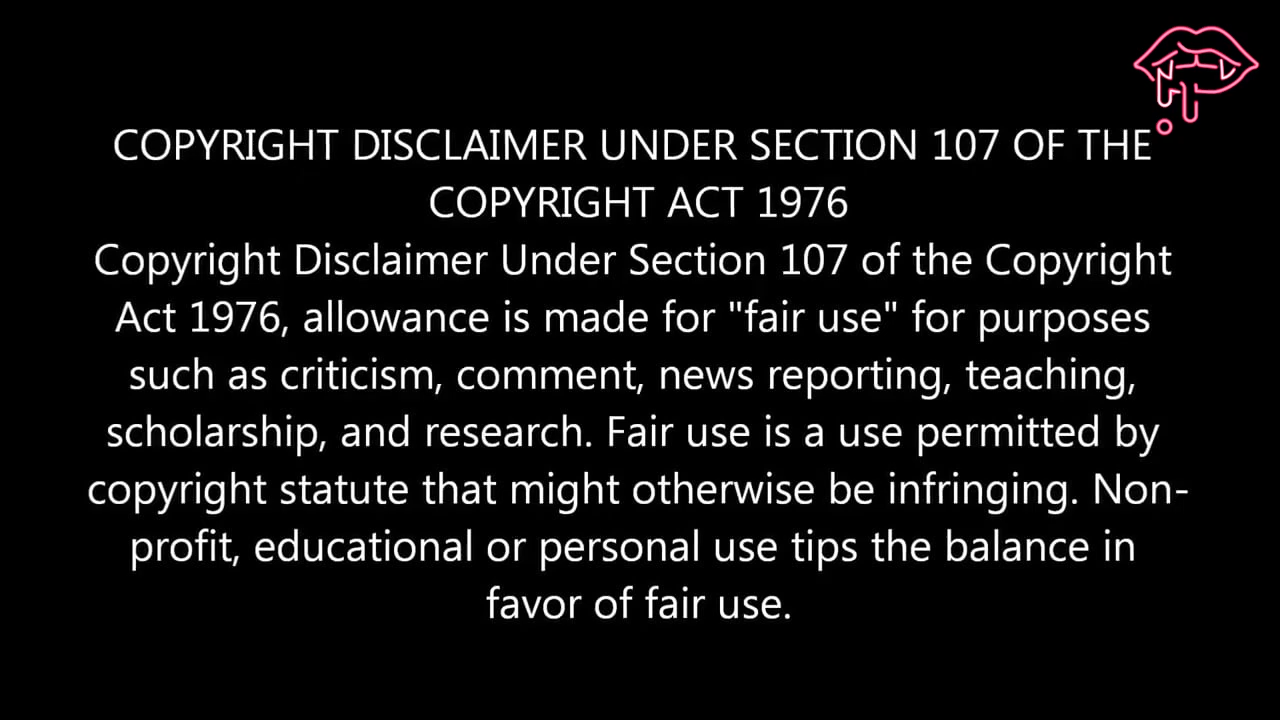 COPYRIGHT DISCLAIMER UNDER SECTION 107 OF THE
COPYRIGHT ACT 1976
Copyright Disclaimer Under Section 107 of the Copyright
Act 1976, allowance is made for "fair use" for purposes
such as criticism, comment, news reporting, teaching,
scholarship, and research. Fair use is a use permitted by
copyright statute that might otherwise be infringing. Non-
profit, educational or personal use tips the balance in
favor of fair use.